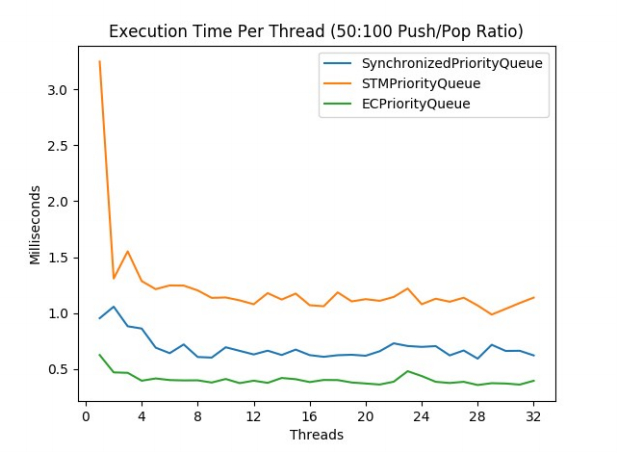 Execution Time Per Thread (50:100 Push/Pop Ratio)
SynchronizedPriorityQueue
STMPriorityQueue
ECPriorityQueue
3.0
2.5
2.0
1.5
1.0
0.5
Milliseconds
0 4 8 12 16 20 24 28 32
Threads